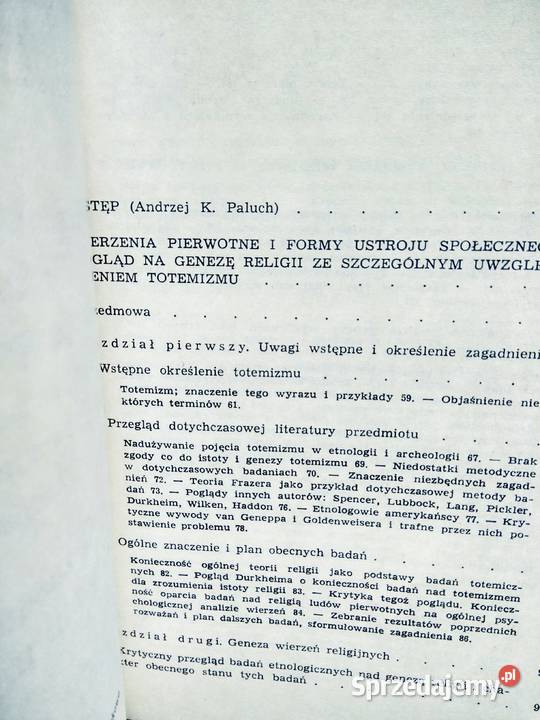 STĘP (Andrzej K. Paluch) . . . . . . .
ERZENIA PIERWOTNE I FORMY USTROJU SPOŁECZNEG
GLĄD NA GENEZĘ RELIGII ZE SZCZEGÓLNYM UWZGLĘ
ENIEM TOTEMIZMU . . . . . . . .
zedmowa . . . . . . . . . .
zdział pierwszy. Uwagi wstępne i określenie zagadnieni
Wstępne określenie totemizmu . . . . .
Totemizm; znaczenie tego wyrazu i przykłady 59. — Objaśnienie nie
których terminów 61.
Przegląd dotychczasowej literatury przedmiotu . . . .
Nadużywanie pojęcia totemizmu w etnologii i archeologii 67. — Brak
zgody co do istoty i genezy totemizmu 69. — Niedostatki metodyczne
w dotychczasowych badaniach 70. — Znaczenie niezbędnych zagad-
nień 72. — Teoria Frazera jako przykład dotychczasowej metody ba-
dań 73. — Poglądy innych autorów: Spencer, Lubbock, Lang, Pickler,
Durkheim, Wilken, Haddon 76. — Etnologowie amerykańscy 77. — Kry-
tyczne wywody van Geneppa i Goldenweisera i trafne przez nich po-
stawienie problemu 78.
Ogólne znaczenie i plan obecnych badań . . . . .
Konieczność ogólnej teorii religii jako podstawy badań totemicz-
nych 82. — Pogląd Durkheima o konieczności badań nad totemizmem
dla zrozumienia istoty religii 83. — Krytyka tegoż poglądu. Koniecz-
ność oparcia badań nad religią ludów pierwotnych na ogólnej psy-
chologicznej analizie wierzeń 84. — Zebranie rezultatów poprzednich
rozważań i plan dalszych badań, sformułowanie zagadnienia 86.
zdział drugi. Geneza wierzeń religijnych . . . .
Krytyczny przegląd badań etnologicznych nad genezą
kter obecnego stanu tych badań . . . . .
Sprzedajemy.pl